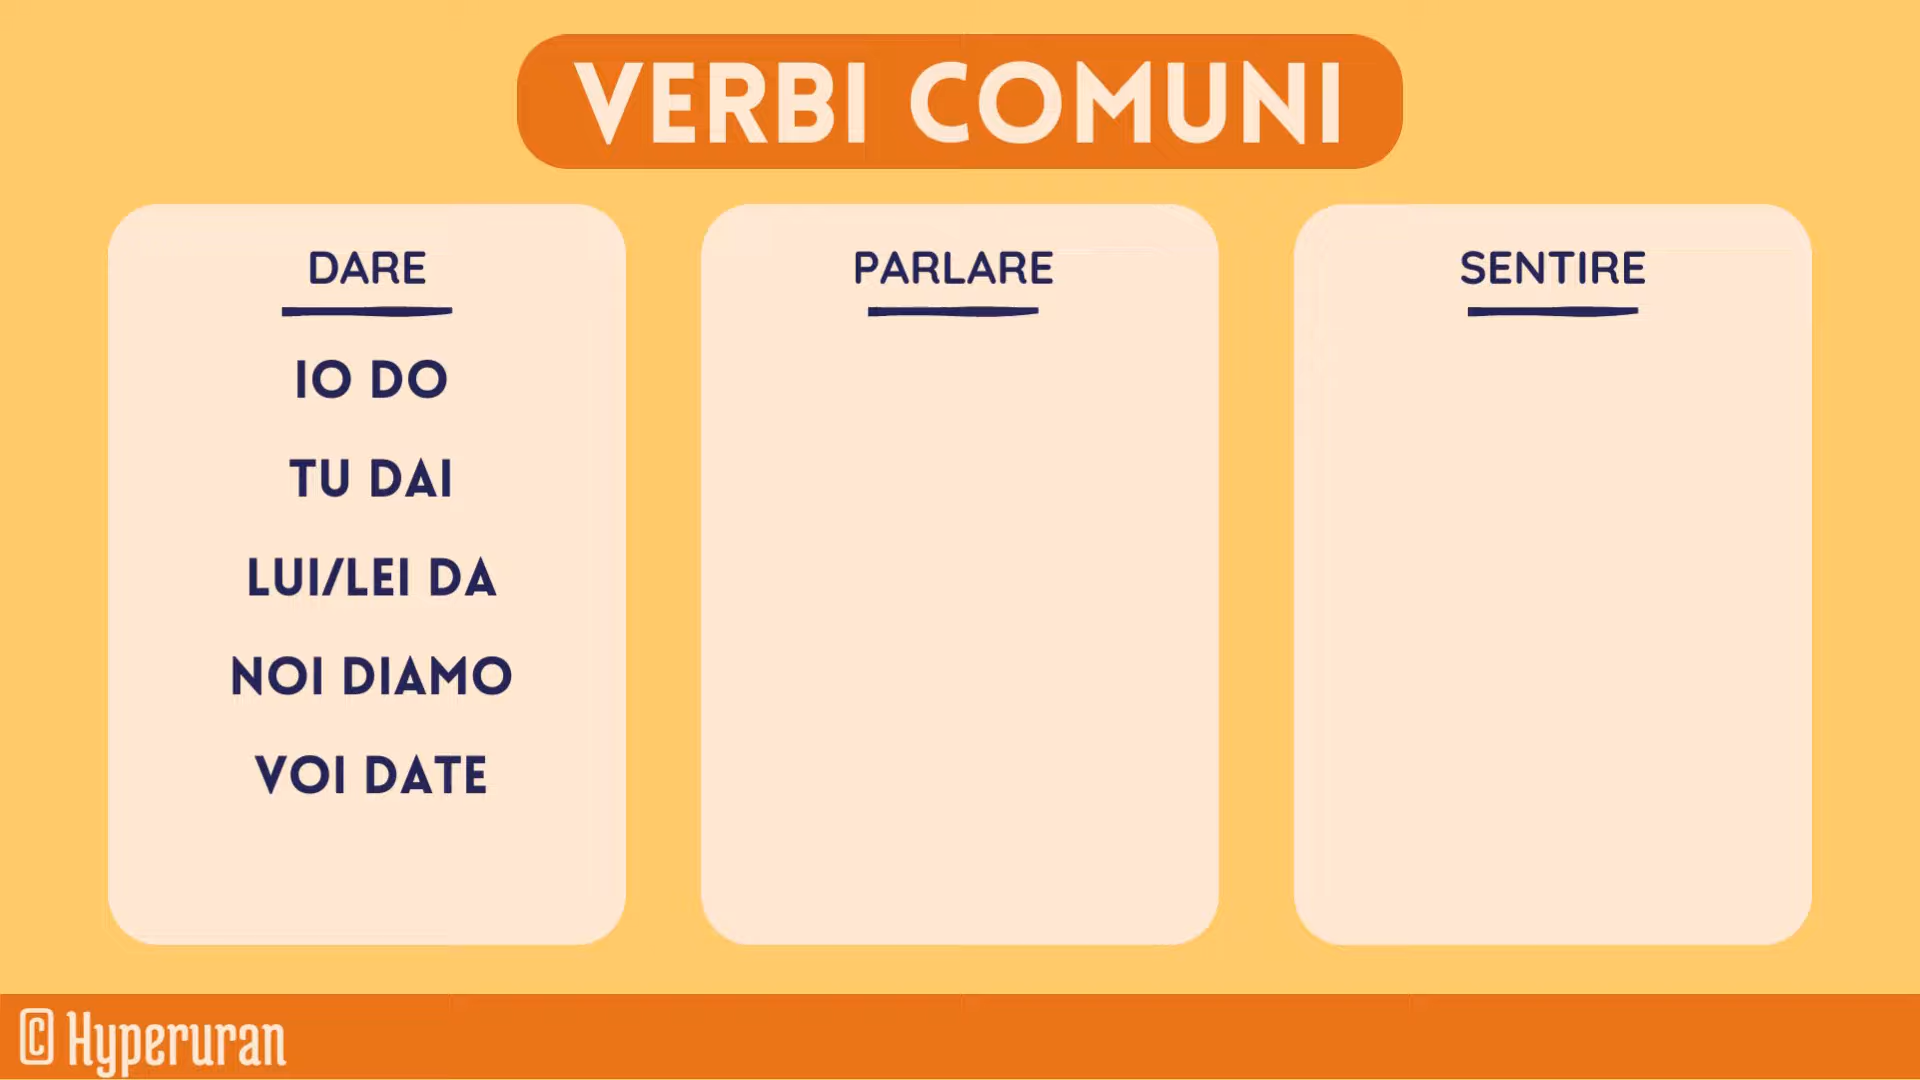 VERBI COMUNI
DARE
IO DO
TU DAI
LUI/LEI DA
NOI DIAMO
VOI DATE
PARLARE
SENTIRE
© Hyperuran